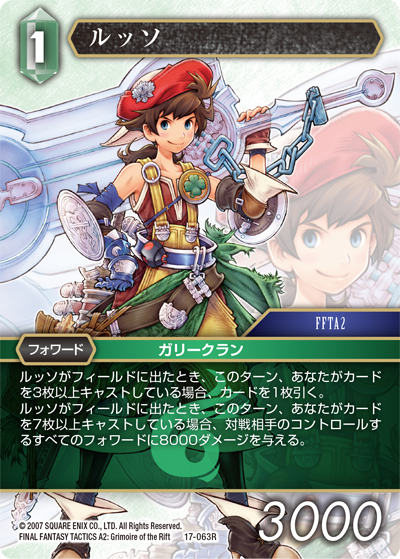 1
ルッソ
FFTA2
フォワード
ガリークラン
ルッソがフィールドに出たとき、このターン、あなたがカード
を3枚以上キャストしている場合、カードを1枚引く。
ルッソがフィールドに出たとき、このターン、あなたがカード
を7枚以上キャストしている場合、対戦相手のコントロールす
るすべてのフォワードに8000ダメージを与える。
© 2007 SQUARE ENIX CO., LTD. All Rights Reserved.
FINAL FANTASY TACTICS A2: Grimoire of the Rift
17-063R
3000